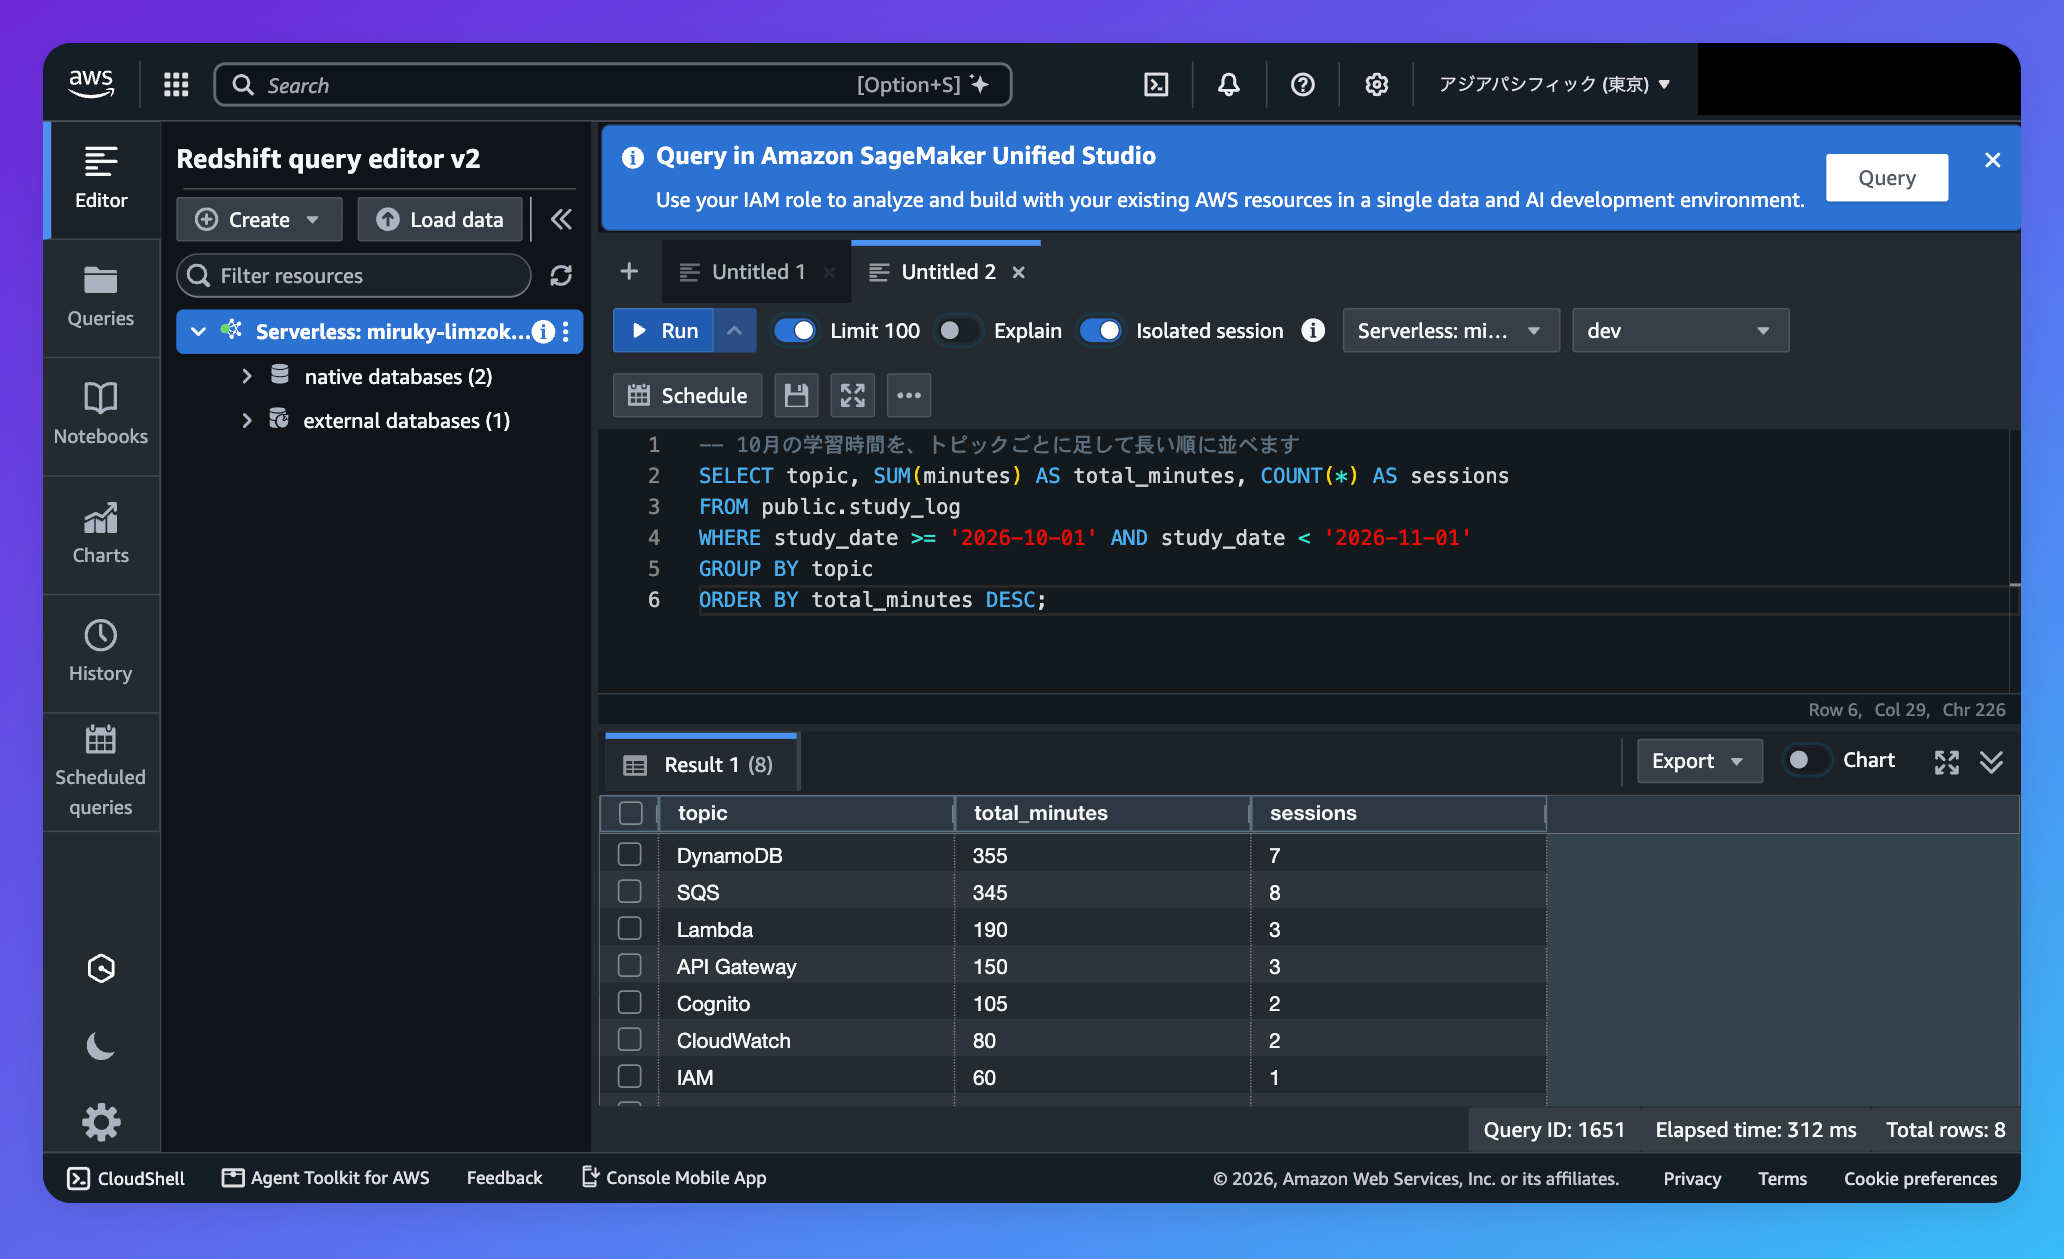 aws
Search [Option+S]
アジアパシフィック (東京)
Editor
Queries
Notebooks
Charts
History
Scheduled
queries
Redshift query editor v2
Create
Load data
Filter resources
Serverless: miruky-limzok...
native databases (2)
external databases (1)
Query in Amazon SageMaker Unified Studio
Use your IAM role to analyze and build with your existing AWS resources in a single data and AI development environment.
Query
Untitled 1
Untitled 2
Run
Limit 100
Explain
Isolated session
Serverless: mi...
dev
Schedule
1 -- 10月の学習時間を、トピックごとに足して長い順に並べます
2 SELECT topic, SUM(minutes) AS total_minutes, COUNT(*) AS sessions
3 FROM public.study_log
4 WHERE study_date >= '2026-10-01' AND study_date < '2026-11-01'
5 GROUP BY topic
6 ORDER BY total_minutes DESC;
Row 6, Col 29, Chr 226
Result 1 (8)
Export
Chart
topic total_minutes sessions
DynamoDB 355 7
SQS 345 8
Lambda 190 3
API Gateway 150 3
Cognito 105 2
CloudWatch 80 2
IAM 60 1
Query ID: 1651 Elapsed time: 312 ms Total rows: 8
CloudShell Agent Toolkit for AWS Feedback Console Mobile App © 2026, Amazon Web Services, Inc. or its affiliates. Privacy Terms Cookie preferences